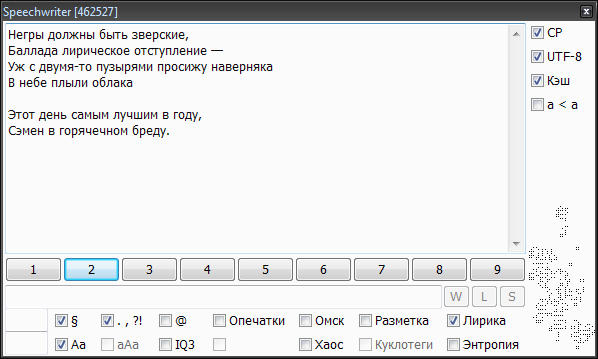 Speechwriter [462527]
Негры должны быть зверские,
Баллада лирическое отступление —
Уж с двумя-то пузырями просижу наверняка
В небе плыли облака
Этот день самым лучшим в году,
Сэмен в горячечном бреду.
CP
UTF-8
Кэш
a < a
1 2 3 4 5 6 7 8 9
W L S
§ . , ?! @ Опечатки Омск Разметка Лирика
Aa aAa IQ3 Хаос Куклотеги Энтропия